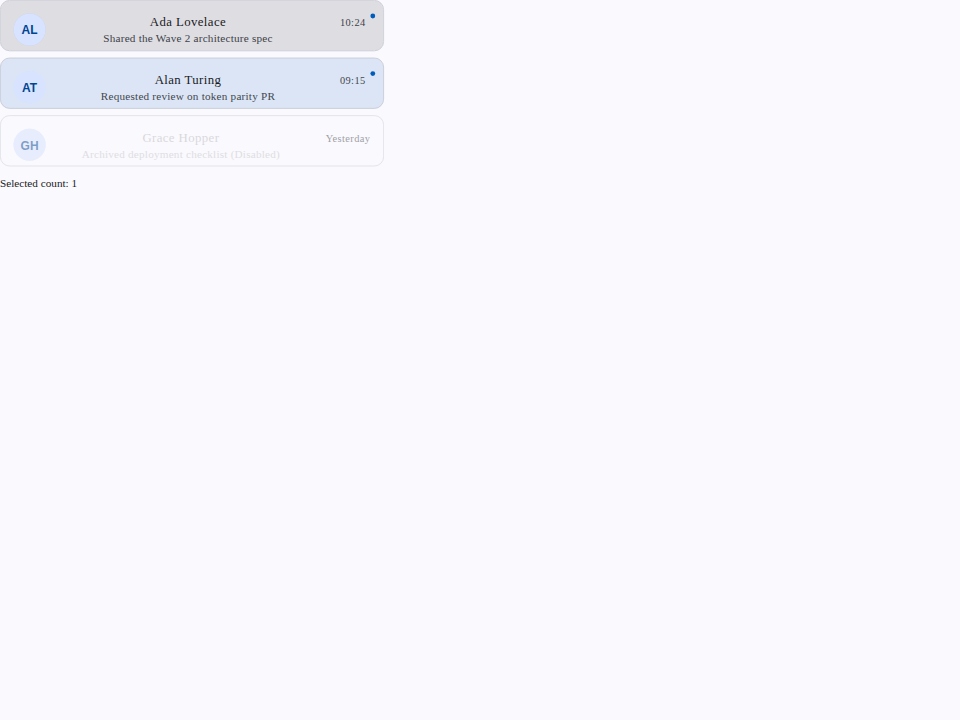 AL
Ada Lovelace
10:24
Shared the Wave 2 architecture spec
AT
Alan Turing
09:15
Requested review on token parity PR
GH
Grace Hopper
Yesterday
Archived deployment checklist (Disabled)
Selected count: 1